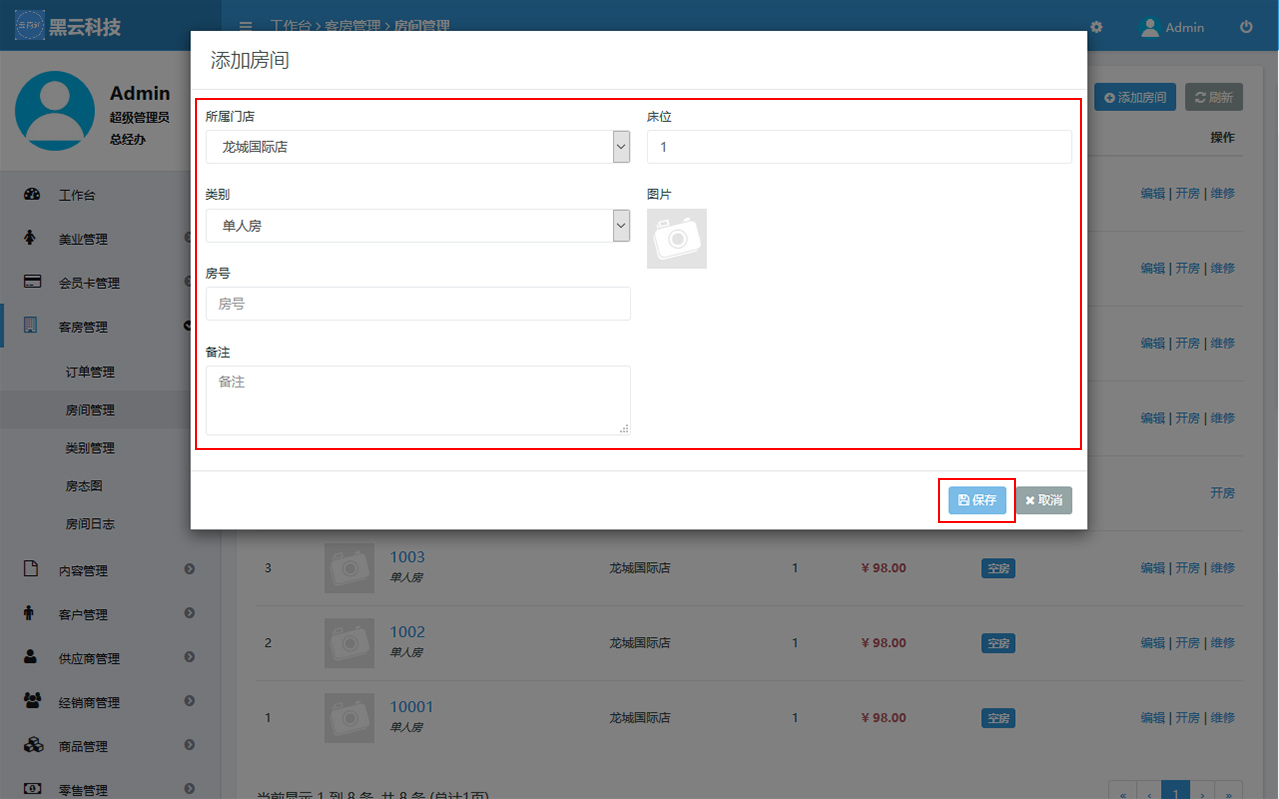 黑云科技
工作台 > 客房管理 > 房间管理
Admin
Admin
超级管理员
总经办
工作台
美业管理
会员卡管理
客房管理
订单管理
房间管理
类别管理
房态图
房间日志
内容管理
客户管理
供应商管理
经销商管理
商品管理
零售管理
添加房间
刷新
操作
编辑 | 开房 | 维修
编辑 | 开房 | 维修
编辑 | 开房 | 维修
编辑 | 开房 | 维修
开房
添加房间
所属门店
龙城国际店
床位
1
类别
单人房
图片
房号
房号
备注
备注
保存
取消
3 1003 龙城国际店 1 ¥ 98.00 空房 编辑 | 开房 | 维修
单人房
2 1002 龙城国际店 1 ¥ 98.00 空房 编辑 | 开房 | 维修
单人房
1 10001 龙城国际店 1 ¥ 98.00 空房 编辑 | 开房 | 维修
单人房
当前显示 1 到 8 条, 共 8 条 (总计1页)
« ‹ 1 › »